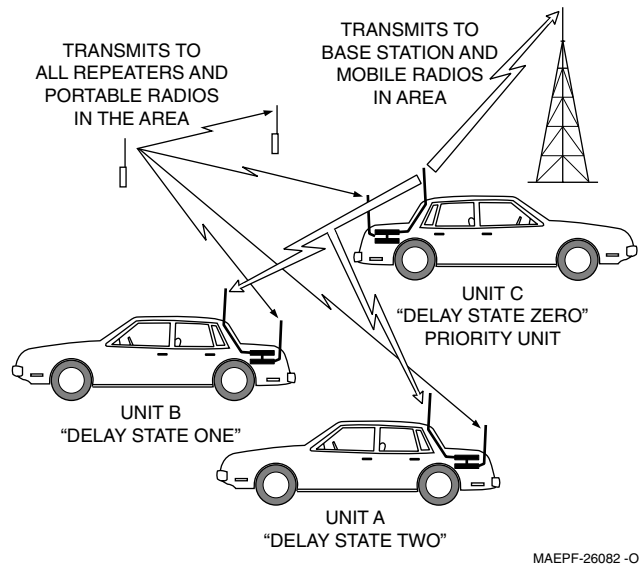 TRANSMITS TO
ALL REPEATERS AND
PORTABLE RADIOS
IN THE AREA
TRANSMITS TO
BASE STATION AND
MOBILE RADIOS
IN AREA
UNIT C
“DELAY STATE ZERO”
PRIORITY UNIT
UNIT B
“DELAY STATE ONE”
UNIT A
“DELAY STATE TWO”
MAEPF-26082 -O